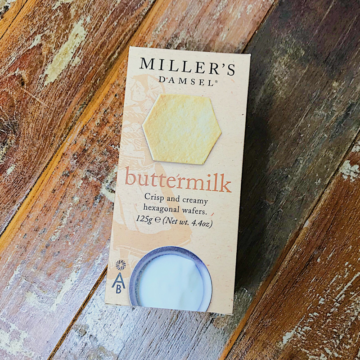 MILLER'S
DAMSEL®
buttermilk
Crisp and creamy
hexagonal wafers.
125g ℮ (Net wt. 4.4oz)
A
B